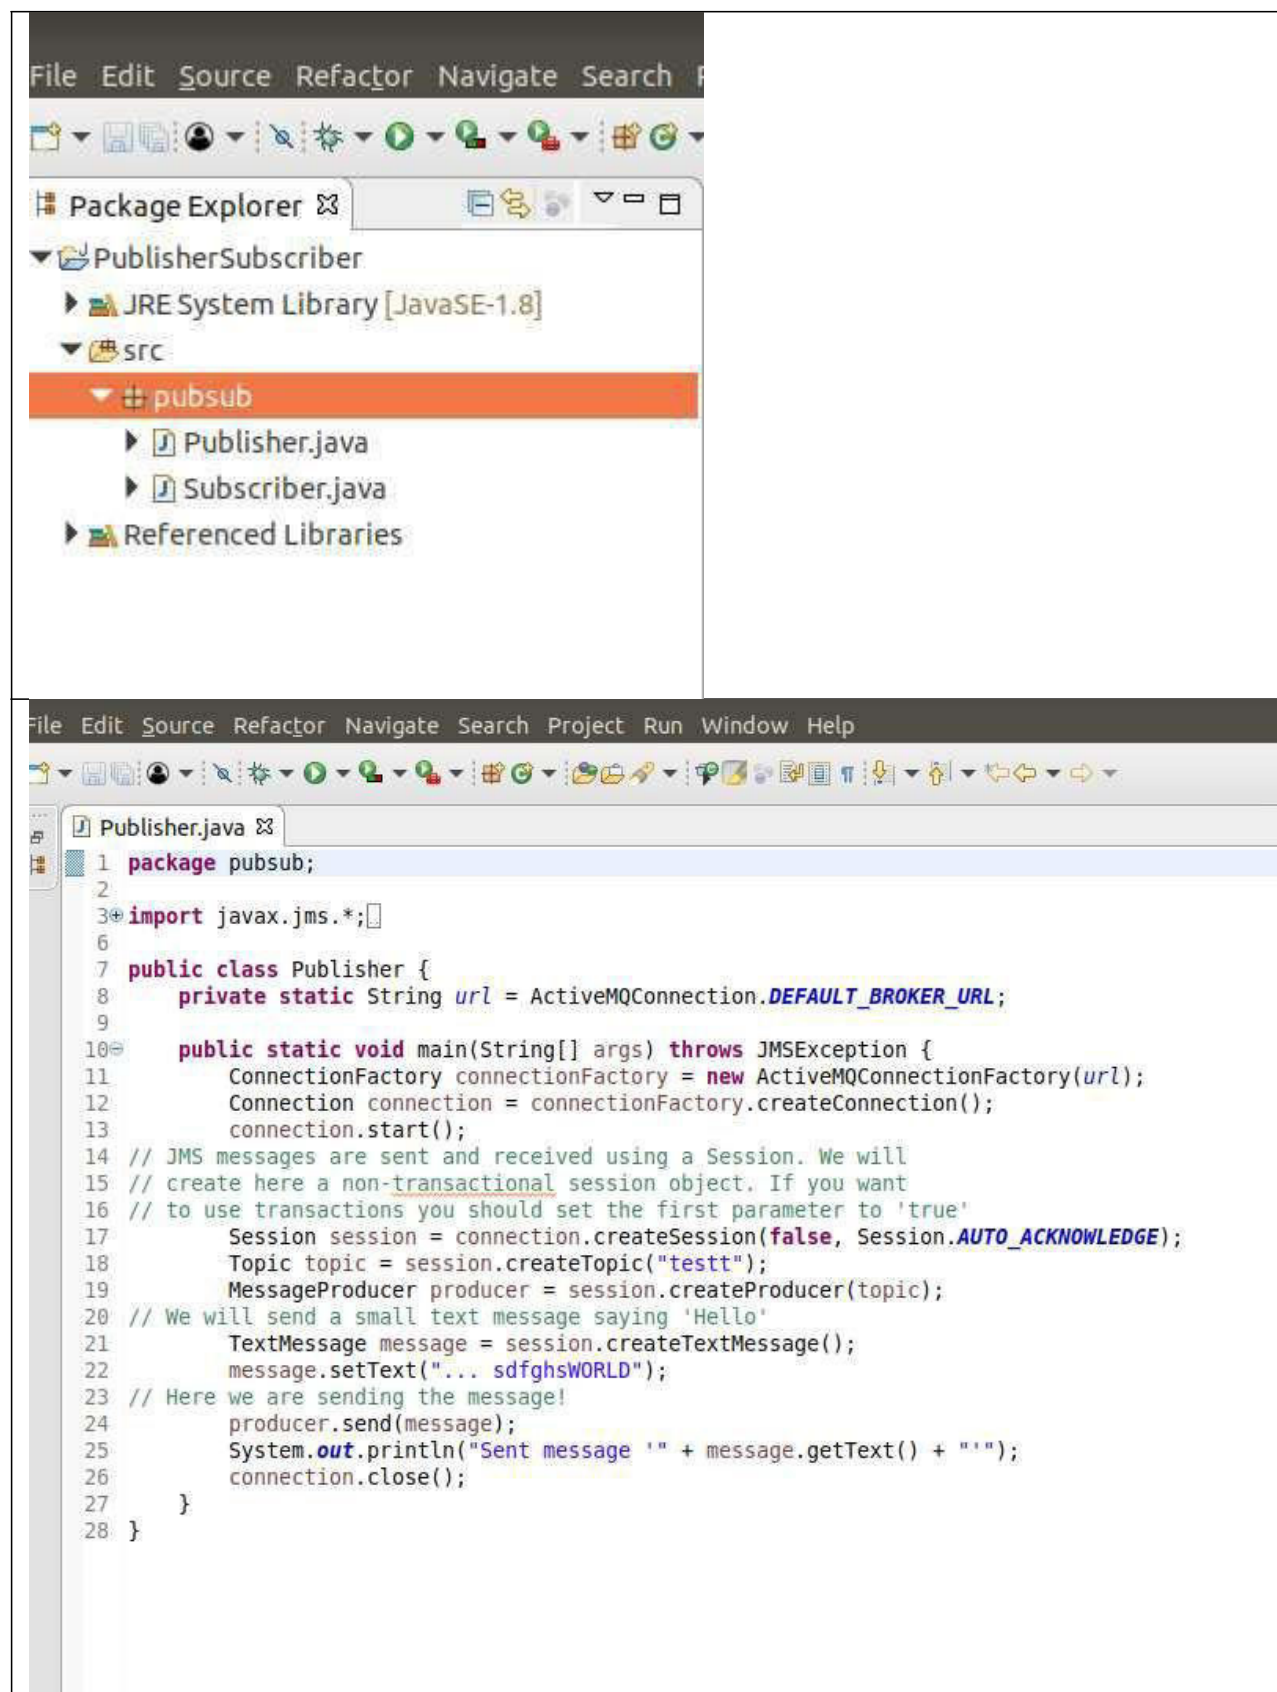 File Edit Source Refactor Navigate Search
Package Explorer
PublisherSubscriber
JRE System Library [JavaSE-1.8]
src
pubsub
Publisher.java
Subscriber.java
Referenced Libraries
File Edit Source Refactor Navigate Search Project Run Window Help
Publisher.java
1 package pubsub;
2
3 import javax.jms.*;
6
7 public class Publisher {
8 private static String url = ActiveMQConnection.DEFAULT_BROKER_URL;
9
10 public static void main(String[] args) throws JMSException {
11 ConnectionFactory connectionFactory = new ActiveMQConnectionFactory(url);
12 Connection connection = connectionFactory.createConnection();
13 connection.start();
14 // JMS messages are sent and received using a Session. We will
15 // create here a non-transactional session object. If you want
16 // to use transactions you should set the first parameter to 'true'
17 Session session = connection.createSession(false, Session.AUTO_ACKNOWLEDGE);
18 Topic topic = session.createTopic("testt");
19 MessageProducer producer = session.createProducer(topic);
20 // We will send a small text message saying 'Hello'
21 TextMessage message = session.createTextMessage();
22 message.setText("... sdfghsWORLD");
23 // Here we are sending the message!
24 producer.send(message);
25 System.out.println("Sent message '" + message.getText() + "'");
26 connection.close();
27 }
28 }